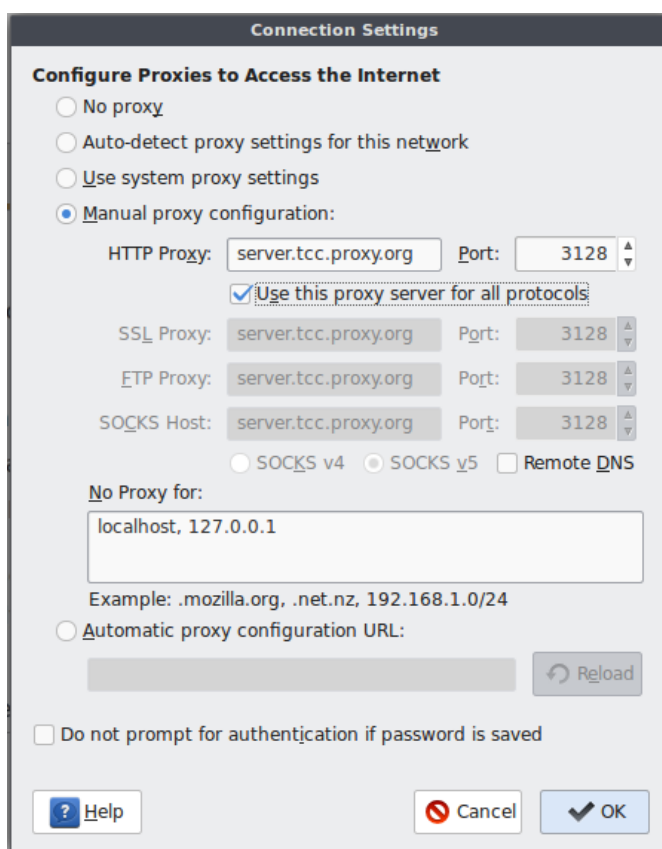 Connection Settings
Configure Proxies to Access the Internet
No proxy
Auto-detect proxy settings for this network
Use system proxy settings
Manual proxy configuration:
HTTP Proxy: server.tcc.proxy.org Port: 3128
Use this proxy server for all protocols
SSL Proxy: server.tcc.proxy.org Port: 3128
FTP Proxy: server.tcc.proxy.org Port: 3128
SOCKS Host: server.tcc.proxy.org Port: 3128
SOCKS v4 SOCKS v5 Remote DNS
No Proxy for:
localhost, 127.0.0.1
Example: .mozilla.org, .net.nz, 192.168.1.0/24
Automatic proxy configuration URL:
Reload
Do not prompt for authentication if password is saved
Help Cancel OK